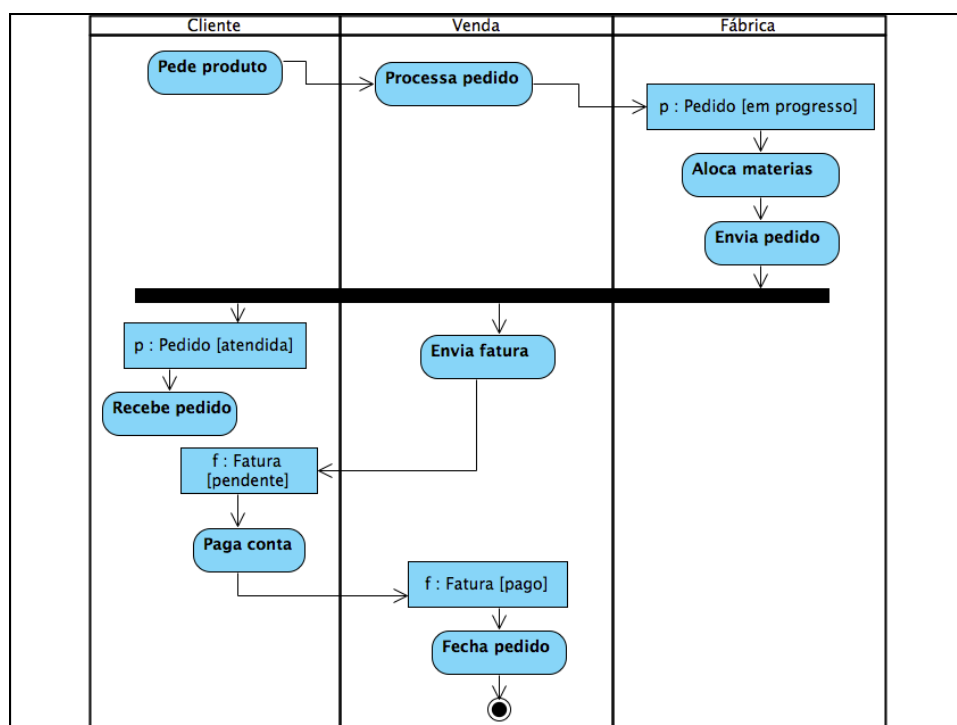 Cliente
Venda
Fábrica
Pede produto
Processa pedido
p : Pedido [em progresso]
Aloca materias
Envia pedido
p : Pedido [atendida]
Envia fatura
Recebe pedido
f : Fatura
[pendente]
Paga conta
f : Fatura [pago]
Fecha pedido